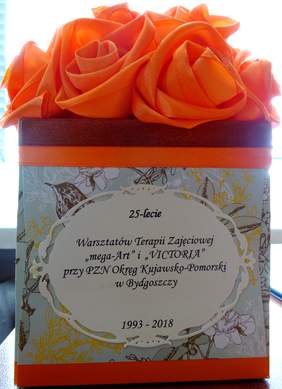 25-lecie
Warsztatów Terapii Zajęciowej
„mega-Art” i „VICTORIA”
przy PZN Okręg Kujawsko-Pomorski
w Bydgoszczy
1993 - 2018